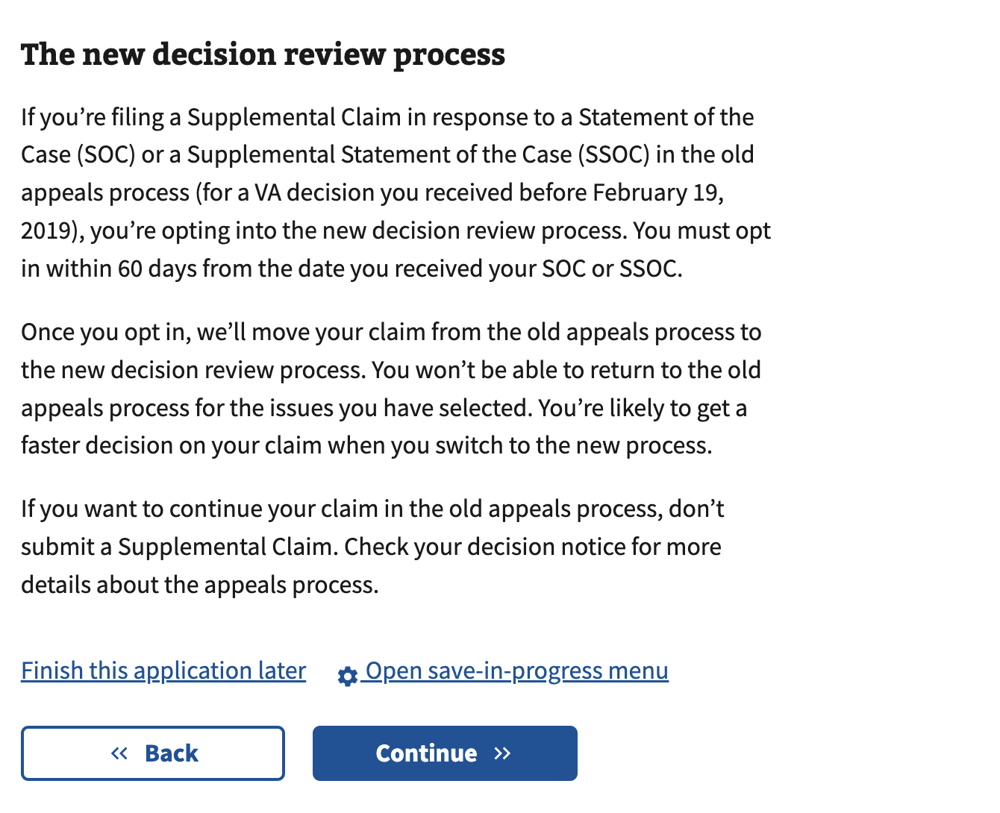 The new decision review process
If you’re filing a Supplemental Claim in response to a Statement of the
Case (SOC) or a Supplemental Statement of the Case (SSOC) in the old
appeals process (for a VA decision you received before February 19,
2019), you’re opting into the new decision review process. You must opt
in within 60 days from the date you received your SOC or SSOC.
Once you opt in, we’ll move your claim from the old appeals process to
the new decision review process. You won’t be able to return to the old
appeals process for the issues you have selected. You’re likely to get a
faster decision on your claim when you switch to the new process.
If you want to continue your claim in the old appeals process, don’t
submit a Supplemental Claim. Check your decision notice for more
details about the appeals process.
Finish this application later Open save-in-progress menu
« Back Continue »